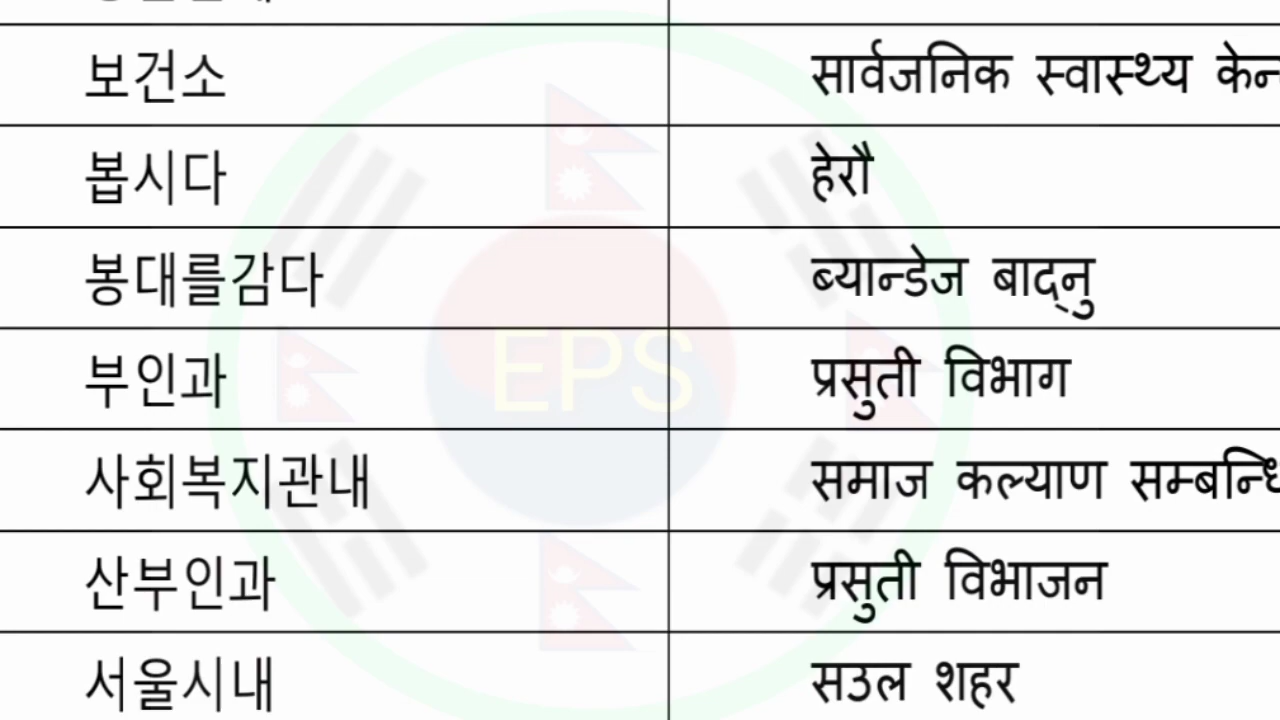 보건소 सार्वजनिक स्वास्थ्य
봅시다 हेरौ
봉대를감다 ब्यान्डेज बाद्‌नु
EPS
부인과 प्रसुती विभाग
사회복지관내 समाज कल्याण
산부인과 प्रसुती विभाजन
서울시내 सउल शहर